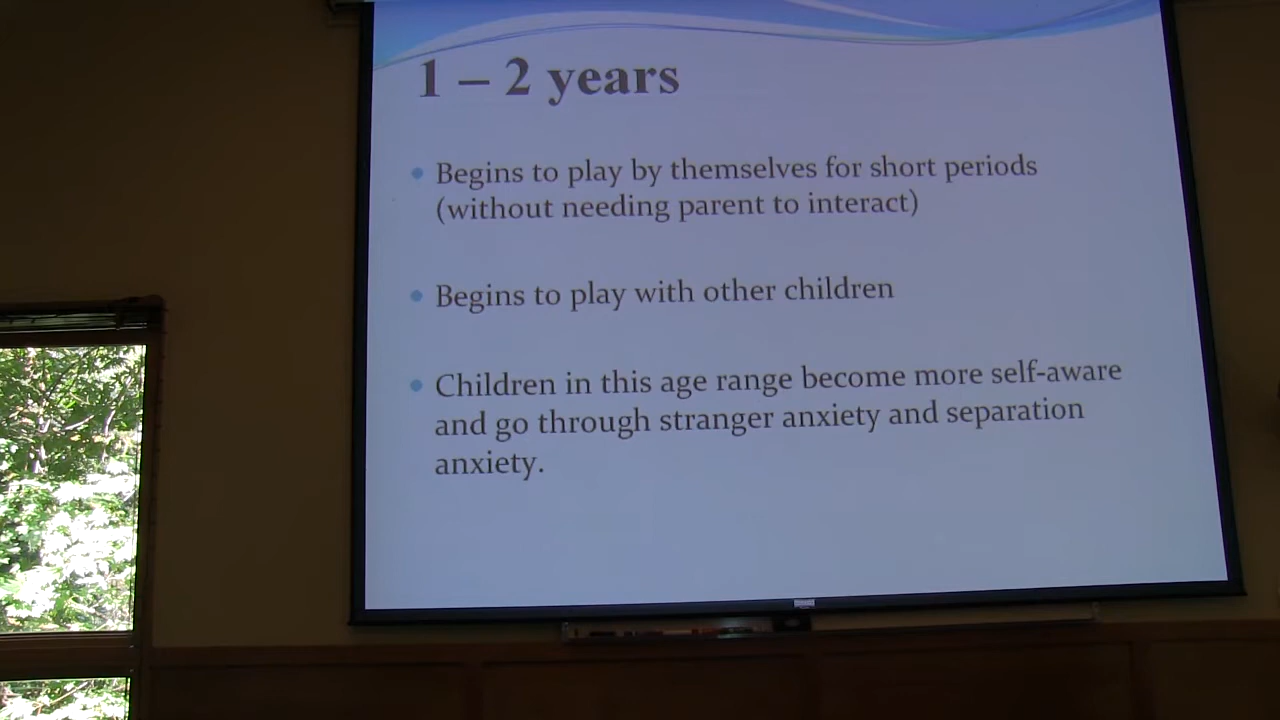 1 – 2 years
• Begins to play by themselves for short periods
(without needing parent to interact)
• Begins to play with other children
• Children in this age range become more self-aware
and go through stranger anxiety and separation
anxiety.